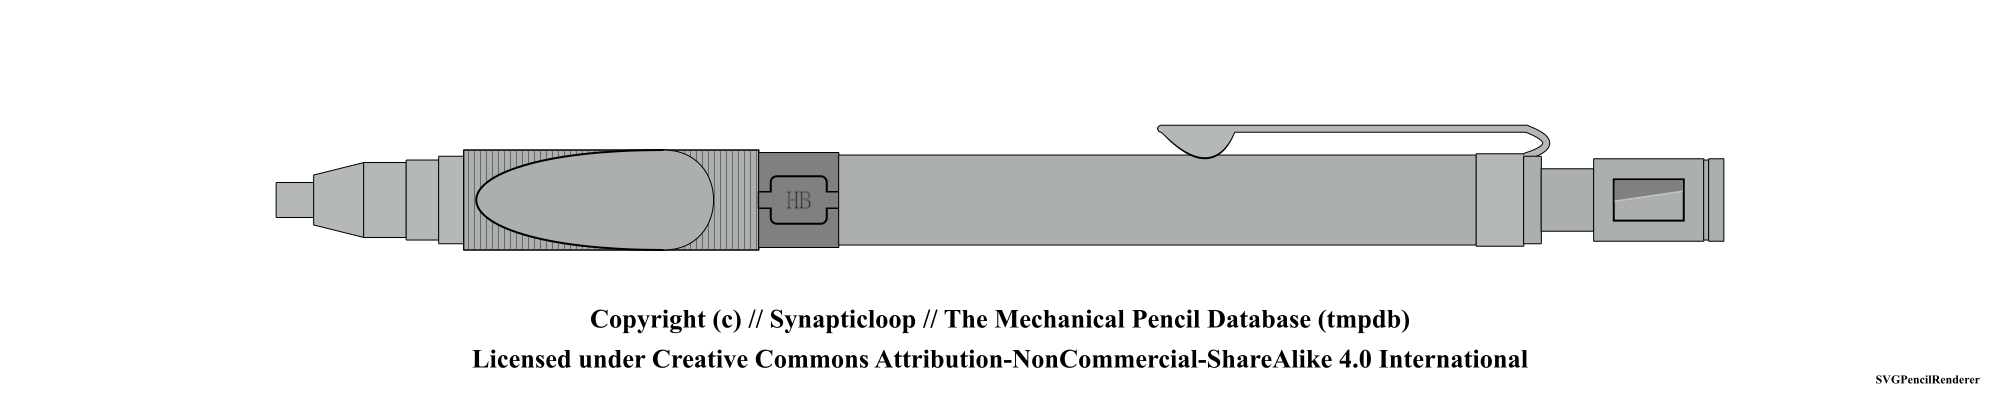 HB
Copyright (c) // Synapticloop // The Mechanical Pencil Database (tmpdb)
Licensed under Creative Commons Attribution-NonCommercial-ShareAlike 4.0 International
SVGPencilRenderer